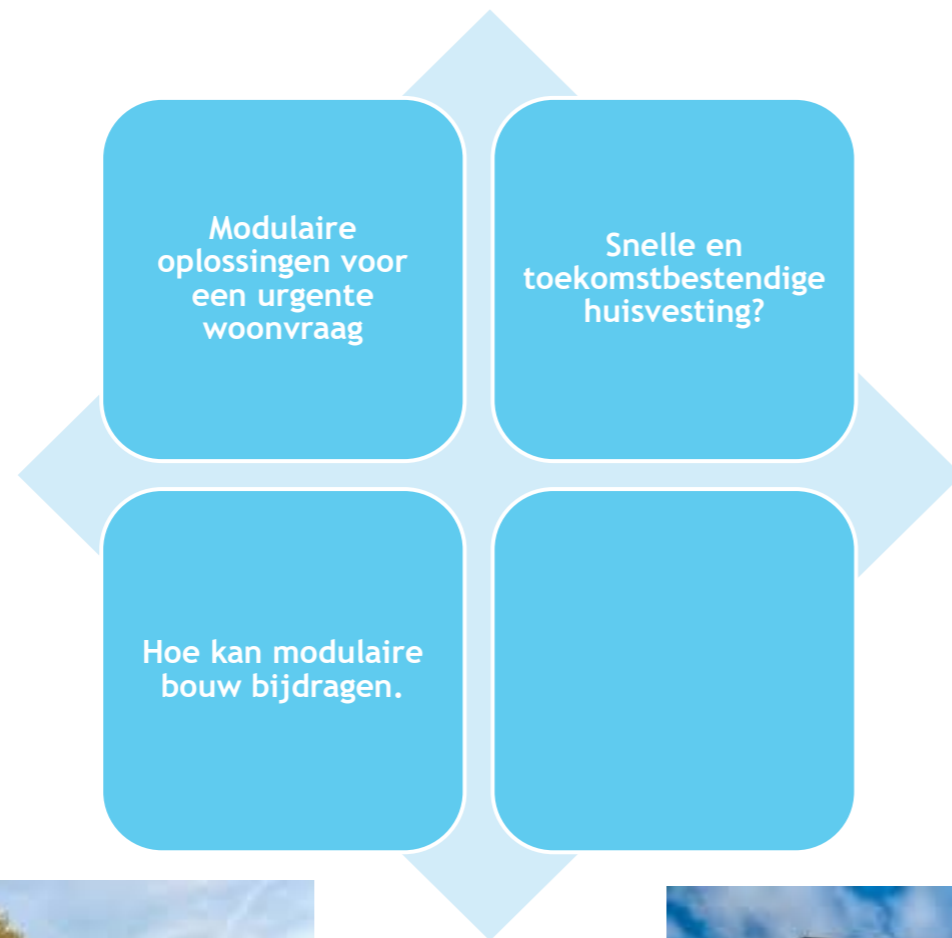 Modulaire
oplossingen voor
een urgente
woonvraag
Snelle en
toekomstbestendige
huisvesting?
Hoe kan modulaire
bouw bijdragen.